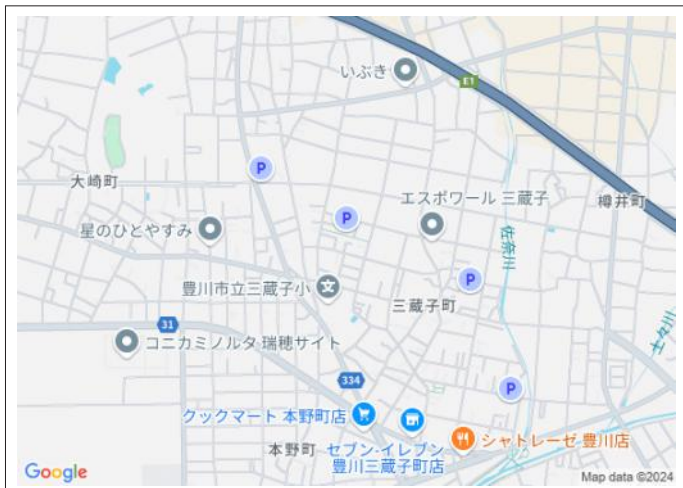 いぶき
E1
P
大崎町
エスポワール 三蔵子
樽井町
P
星のひとやすみ
佐奈川
P
豊川市立三蔵子小
文
三蔵子町
31
コニカミノルタ 瑞穂サイト
士々川
334
P
クックマート 本野町店
本野町
セブン-イレブン
豊川三蔵子町店
シャトレーゼ 豊川店
Google
Map data ©2024